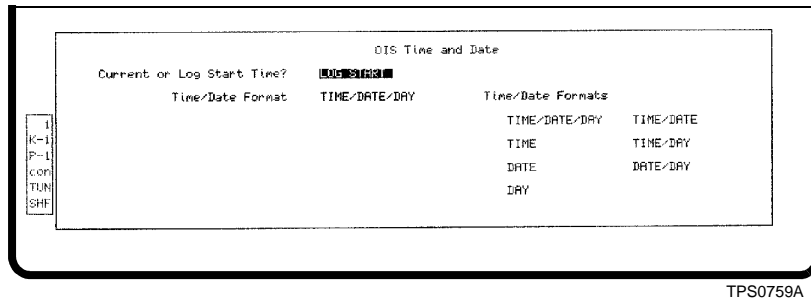 OIS Time and Date
Current or Log Start Time? LOG START
Time/Date Format TIME/DATE/DAY Time/Date Formats
TIME/DATE/DAY TIME/DATE
TIME TIME/DAY
DATE DATE/DAY
DAY
1
K-1
P-1
con
TUN
SHF
TPS0759A